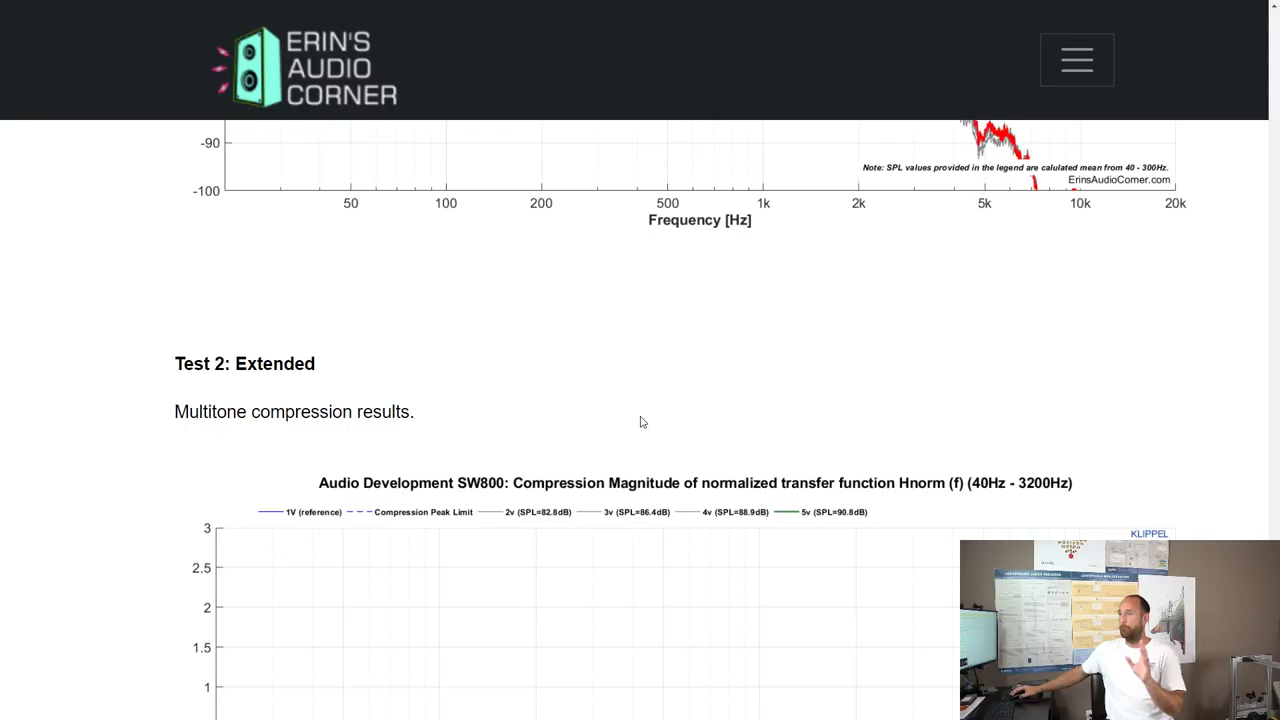 ERIN'S
AUDIO
CORNER
-90
-100
Note: SPL values provided in the legend are calulated mean from 40 - 300Hz.
ErinsAudioCorner.com
50 100 200 500 1k 2k 5k 10k 20k
Frequency [Hz]
Test 2: Extended
Multitone compression results.
Audio Development SW800: Compression Magnitude of normalized transfer function Hnorm (f) (40Hz - 3200Hz)
1V (reference) Compression Peak Limit 2v (SPL=82.8dB) 3v (SPL=86.4dB) 4v (SPL=88.9dB) 5v (SPL=90.8dB)
3
KLIPPEL
2.5
2
1.5
1